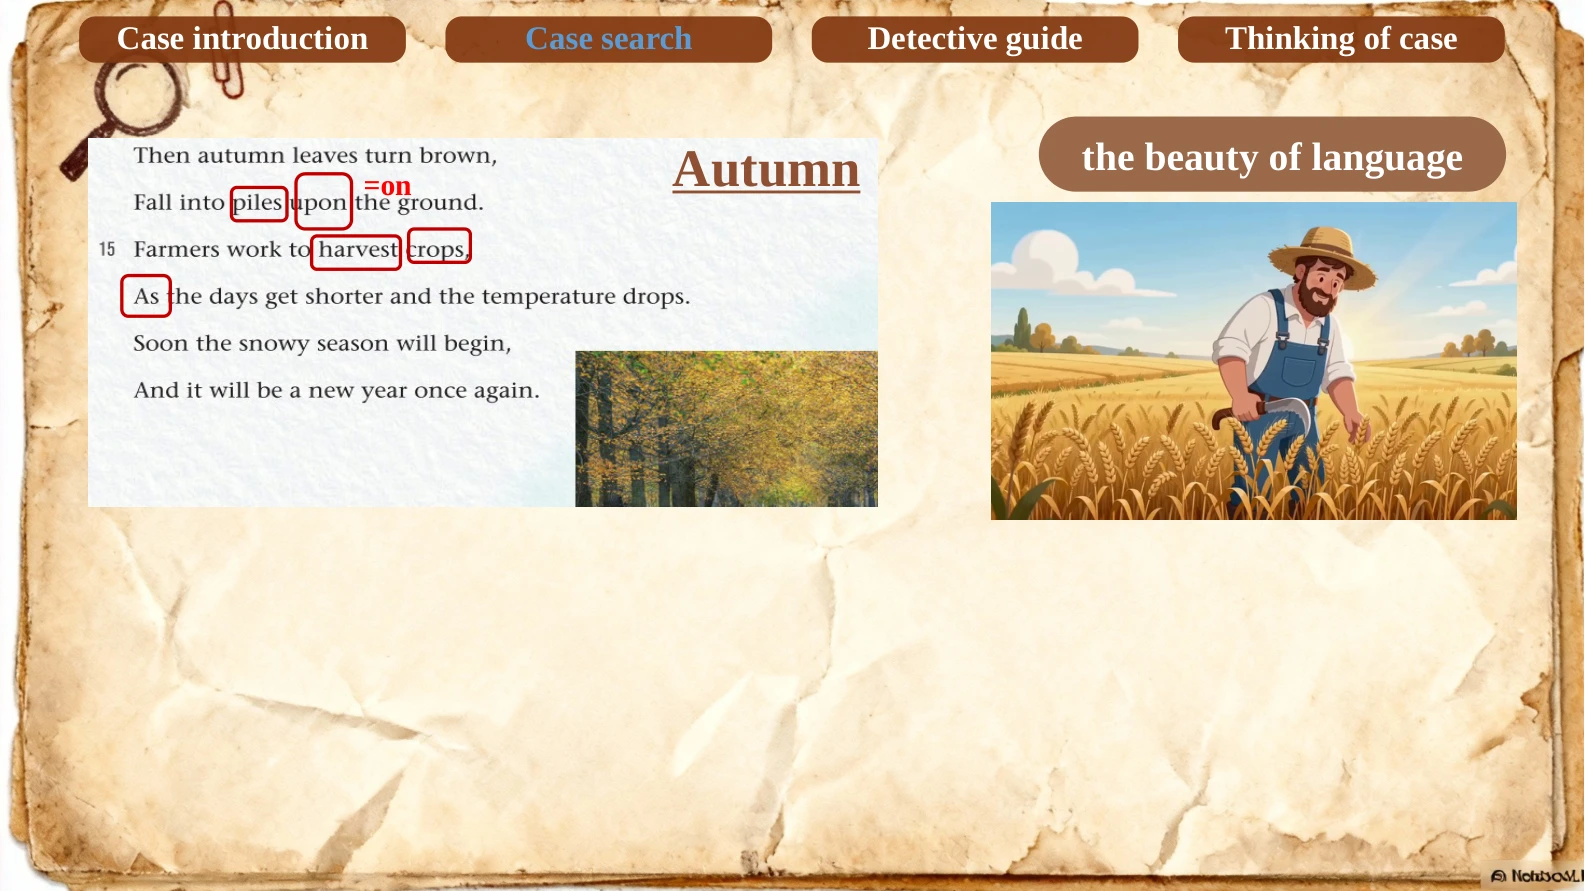 Case introduction
Case search
Detective guide
Thinking of case
Then autumn leaves turn brown,
Autumn
=on
Fall into piles upon the ground.
15 Farmers work to harvest crops,
As the days get shorter and the temperature drops.
Soon the snowy season will begin,
And it will be a new year once again.
the beauty of language